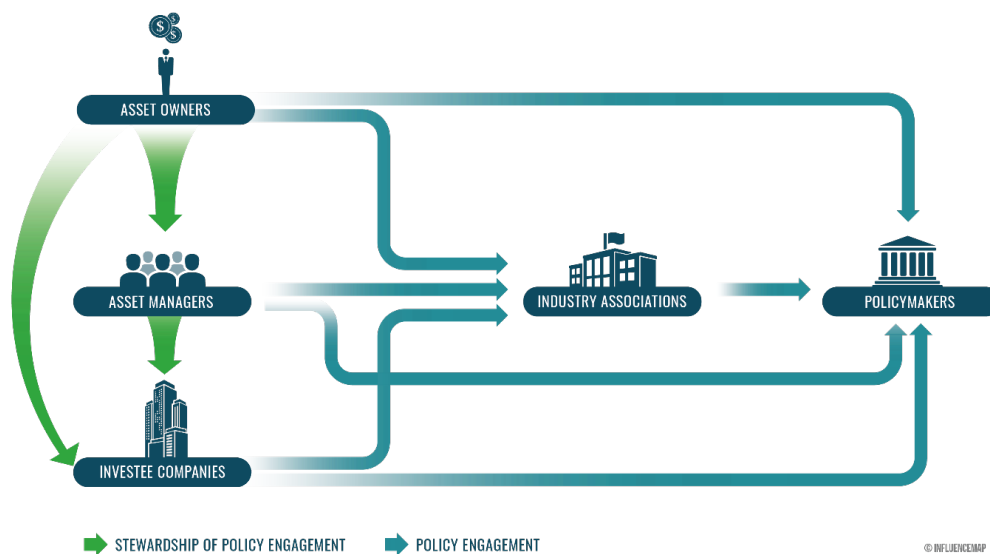 $
$
$
ASSET OWNERS
ASSET MANAGERS
INDUSTRY ASSOCIATIONS
POLICYMAKERS
INVESTEE COMPANIES
STEWARDSHIP OF POLICY ENGAGEMENT
POLICY ENGAGEMENT
© INFLUENCEMAP